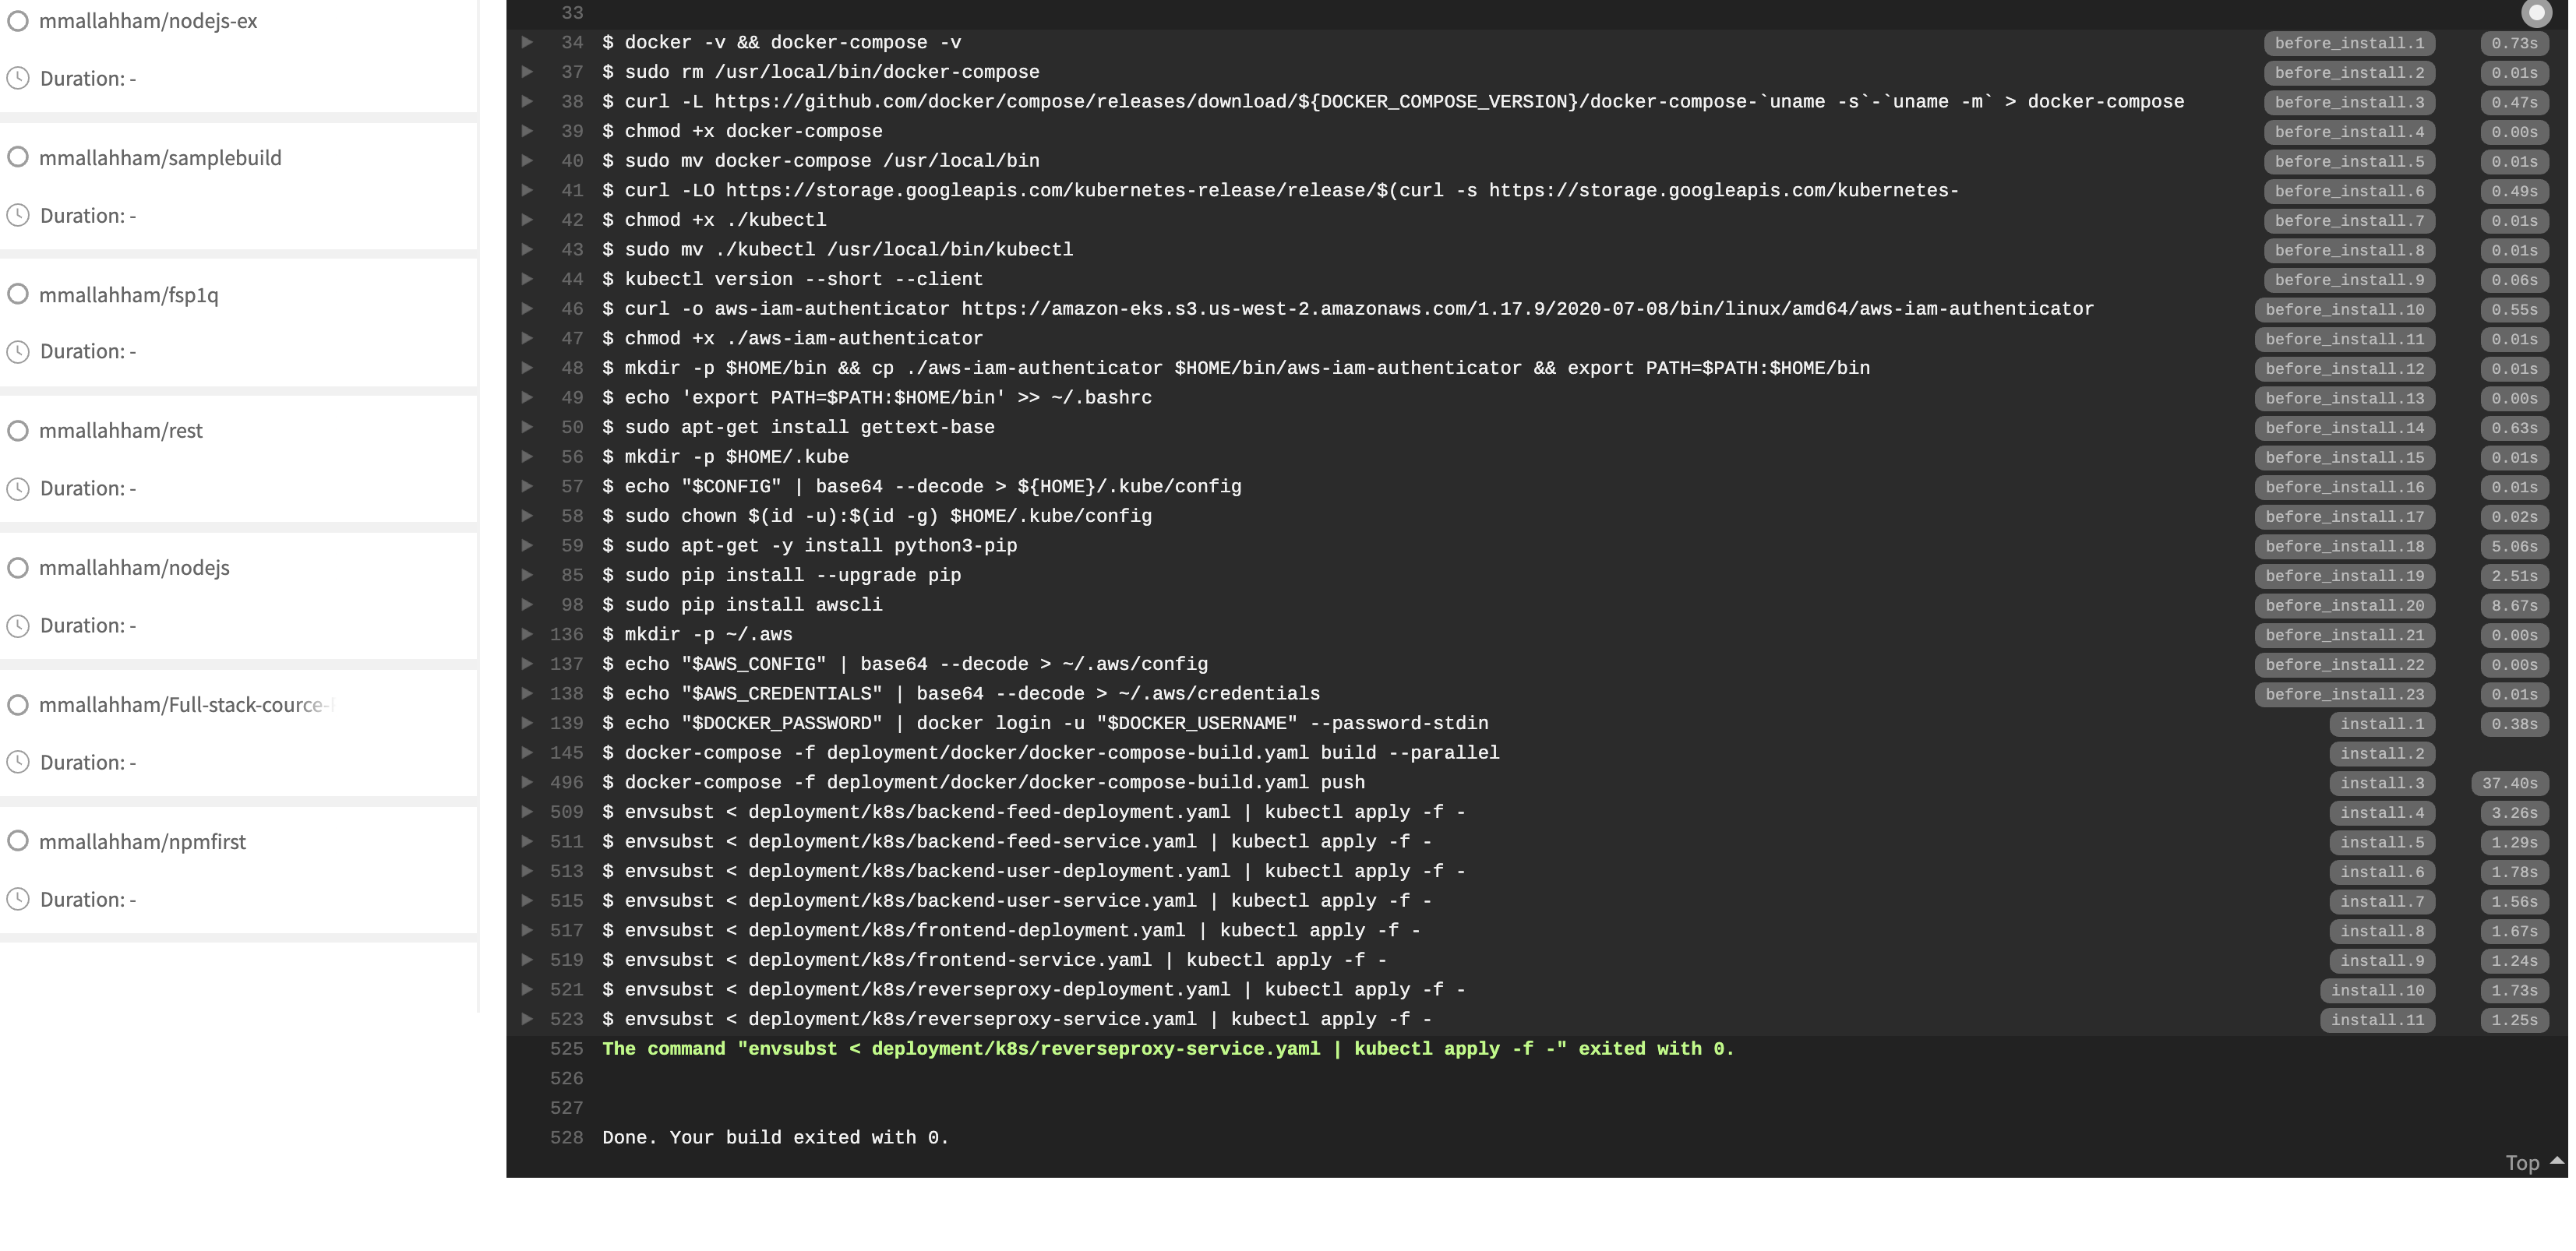 mmallahham/nodejs-ex
Duration: -
mmallahham/samplebuild
Duration: -
mmallahham/fsp1q
Duration: -
mmallahham/rest
Duration: -
mmallahham/nodejs
Duration: -
mmallahham/Full-stack-cource-
Duration: -
mmallahham/npmfirst
Duration: -
33
34 $ docker -v && docker-compose -v before_install.1 0.73s
37 $ sudo rm /usr/local/bin/docker-compose before_install.2 0.01s
38 $ curl -L https://github.com/docker/compose/releases/download/${DOCKER_COMPOSE_VERSION}/docker-compose-`uname -s`-`uname -m` > docker-compose before_install.3 0.47s
39 $ chmod +x docker-compose before_install.4 0.00s
40 $ sudo mv docker-compose /usr/local/bin before_install.5 0.01s
41 $ curl -LO https://storage.googleapis.com/kubernetes-release/release/$(curl -s https://storage.googleapis.com/kubernetes- before_install.6 0.49s
42 $ chmod +x ./kubectl before_install.7 0.01s
43 $ sudo mv ./kubectl /usr/local/bin/kubectl before_install.8 0.01s
44 $ kubectl version --short --client before_install.9 0.06s
46 $ curl -o aws-iam-authenticator https://amazon-eks.s3.us-west-2.amazonaws.com/1.17.9/2020-07-08/bin/linux/amd64/aws-iam-authenticator before_install.10 0.55s
47 $ chmod +x ./aws-iam-authenticator before_install.11 0.01s
48 $ mkdir -p $HOME/bin && cp ./aws-iam-authenticator $HOME/bin/aws-iam-authenticator && export PATH=$PATH:$HOME/bin before_install.12 0.01s
49 $ echo 'export PATH=$PATH:$HOME/bin' >> ~/.bashrc before_install.13 0.00s
50 $ sudo apt-get install gettext-base before_install.14 0.63s
56 $ mkdir -p $HOME/.kube before_install.15 0.01s
57 $ echo "$CONFIG" | base64 --decode > ${HOME}/.kube/config before_install.16 0.01s
58 $ sudo chown $(id -u):$(id -g) $HOME/.kube/config before_install.17 0.02s
59 $ sudo apt-get -y install python3-pip before_install.18 5.06s
85 $ sudo pip install --upgrade pip before_install.19 2.51s
98 $ sudo pip install awscli before_install.20 8.67s
136 $ mkdir -p ~/.aws before_install.21 0.00s
137 $ echo "$AWS_CONFIG" | base64 --decode > ~/.aws/config before_install.22 0.00s
138 $ echo "$AWS_CREDENTIALS" | base64 --decode > ~/.aws/credentials before_install.23 0.01s
139 $ echo "$DOCKER_PASSWORD" | docker login -u "$DOCKER_USERNAME" --password-stdin install.1 0.38s
145 $ docker-compose -f deployment/docker/docker-compose-build.yaml build --parallel install.2
496 $ docker-compose -f deployment/docker/docker-compose-build.yaml push install.3 37.40s
509 $ envsubst < deployment/k8s/backend-feed-deployment.yaml | kubectl apply -f - install.4 3.26s
511 $ envsubst < deployment/k8s/backend-feed-service.yaml | kubectl apply -f - install.5 1.29s
513 $ envsubst < deployment/k8s/backend-user-deployment.yaml | kubectl apply -f - install.6 1.78s
515 $ envsubst < deployment/k8s/backend-user-service.yaml | kubectl apply -f - install.7 1.56s
517 $ envsubst < deployment/k8s/frontend-deployment.yaml | kubectl apply -f - install.8 1.67s
519 $ envsubst < deployment/k8s/frontend-service.yaml | kubectl apply -f - install.9 1.24s
521 $ envsubst < deployment/k8s/reverseproxy-deployment.yaml | kubectl apply -f - install.10 1.73s
523 $ envsubst < deployment/k8s/reverseproxy-service.yaml | kubectl apply -f - install.11 1.25s
525 The command "envsubst < deployment/k8s/reverseproxy-service.yaml | kubectl apply -f -" exited with 0.
526
527
528 Done. Your build exited with 0.
Top